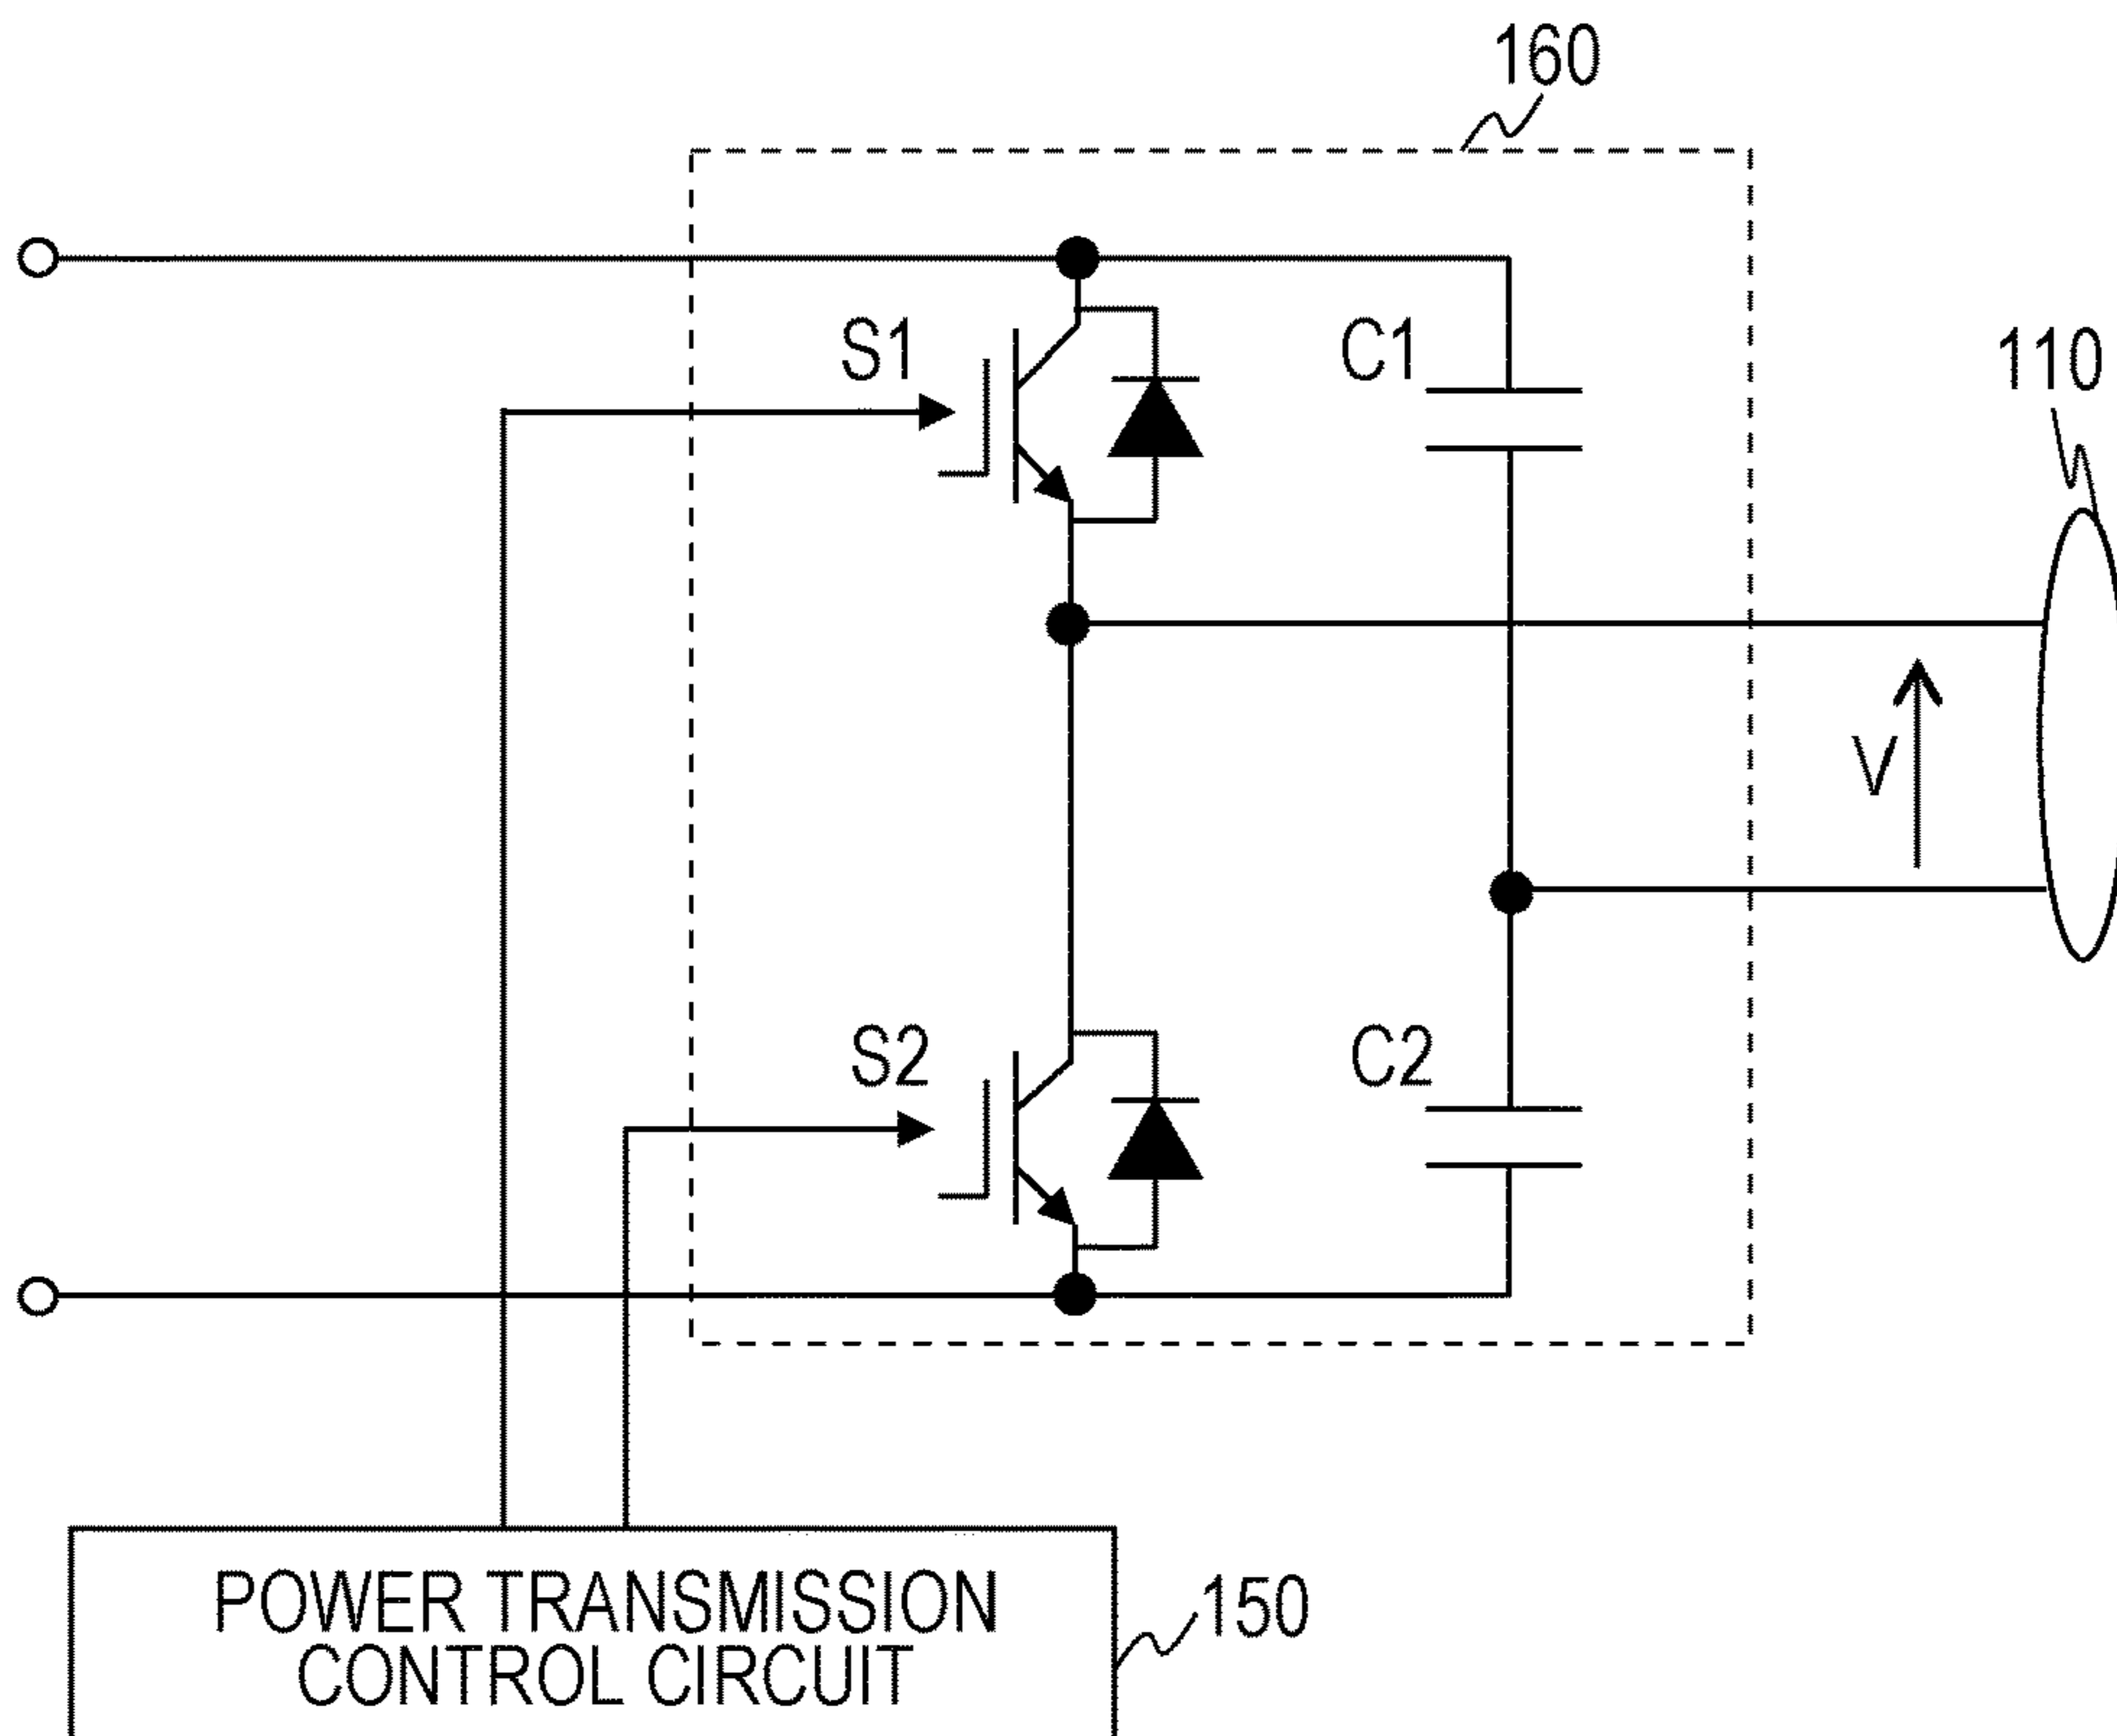 160
S1
C1
110
V
S2
C2
POWER TRANSMISSION
CONTROL CIRCUIT
150